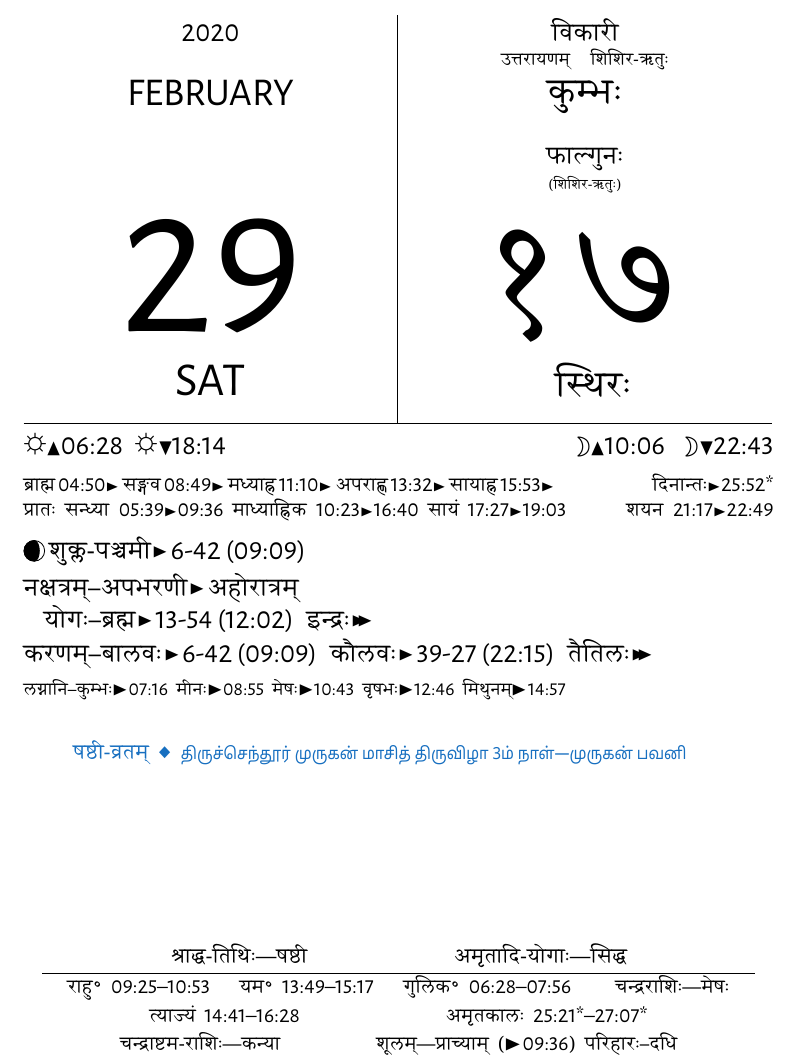 2020
FEBRUARY
29
SAT
विकारी
उत्तरायणम् शिशिर-ऋतुः
कुम्भः
फाल्गुनः
(शिशिर-ऋतुः)
१७
स्थिरः
☼▲06:28 ☼▼18:14 ☽▲10:06 ☽▼22:43
ब्राह्म 04:50► सङ्गव 08:49► मध्याह्न 11:10► अपराह्ण 13:32► सायाह्न 15:53► दिनान्तः►25:52*
प्रातः सन्ध्या 05:39►09:36 माध्याह्निक 10:23►16:40 सायं 17:27►19:03 शयन 21:17►22:49
शुक्ल-पञ्चमी►6-42 (09:09)
नक्षत्रम्–अपभरणी►अहोरात्रम्
योगः–ब्रह्म►13-54 (12:02) इन्द्रः►►
करणम्–बालवः►6-42 (09:09) कौलवः►39-27 (22:15) तैतिलः►►
लग्नानि–कुम्भः►07:16 मीनः►08:55 मेषः►10:43 वृषभः►12:46 मिथुनम्►14:57
षष्ठी-व्रतम् ◆ திருச்செந்தூர் முருகன் மாசித் திருவிழா 3ம் நாள்—முருகன் பவனி
श्राद्ध-तिथिः—षष्ठी अमृतादि-योगाः—सिद्ध
राहु॰ 09:25–10:53 यम॰ 13:49–15:17 गुलिक॰ 06:28–07:56 चन्द्रराशिः—मेषः
त्याज्यं 14:41–16:28 अमृतकालः 25:21*–27:07*
चन्द्राष्टम-राशिः—कन्या शूलम्—प्राच्याम् (►09:36) परिहारः–दधि